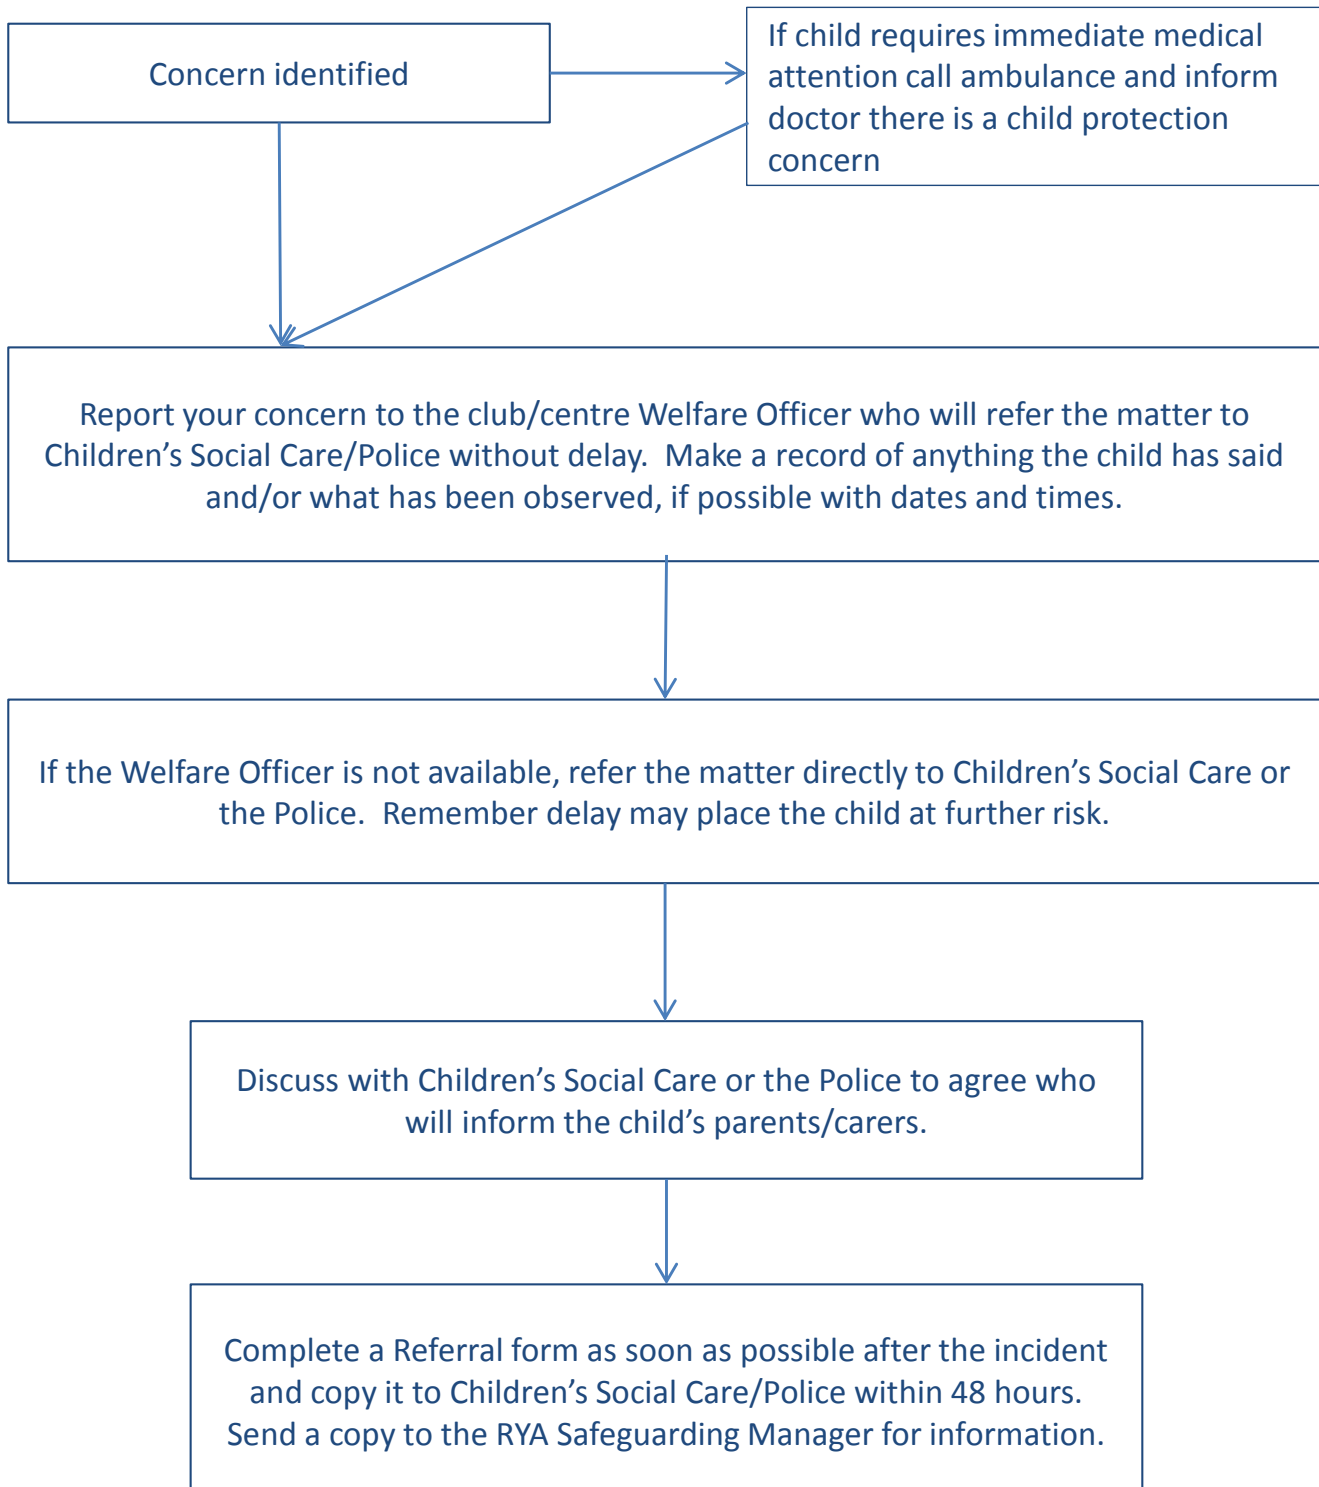 Concern identified
If child requires immediate medical
attention call ambulance and inform
doctor there is a child protection
concern
Report your concern to the club/centre Welfare Officer who will refer the matter to
Children’s Social Care/Police without delay.  Make a record of anything the child has said
and/or what has been observed, if possible with dates and times.
If the Welfare Officer is not available, refer the matter directly to Children’s Social Care or
the Police.  Remember delay may place the child at further risk.
Discuss with Children’s Social Care or the Police to agree who
will inform the child’s parents/carers.
Complete a Referral form as soon as possible after the incident
and copy it to Children’s Social Care/Police within 48 hours.
Send a copy to the RYA Safeguarding Manager for information.